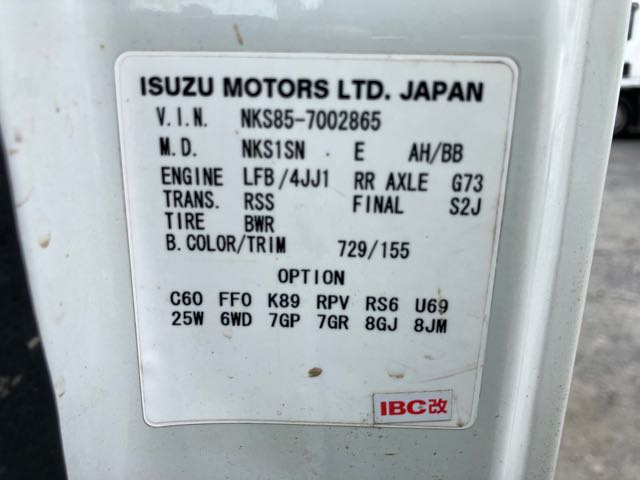 ISUZU MOTORS LTD. JAPAN
V.I.N. NKS85-7002865
M.D. NKS1SN E AH/BB
ENGINE LFB/4JJ1 RR AXLE G73
TRANS. RSS FINAL S2J
TIRE BWR
B.COLOR/TRIM 729/155
OPTION
C60 FF0 K89 RPV RS6 U69
25W 6WD 7GP 7GR 8GJ 8JM
IBC改